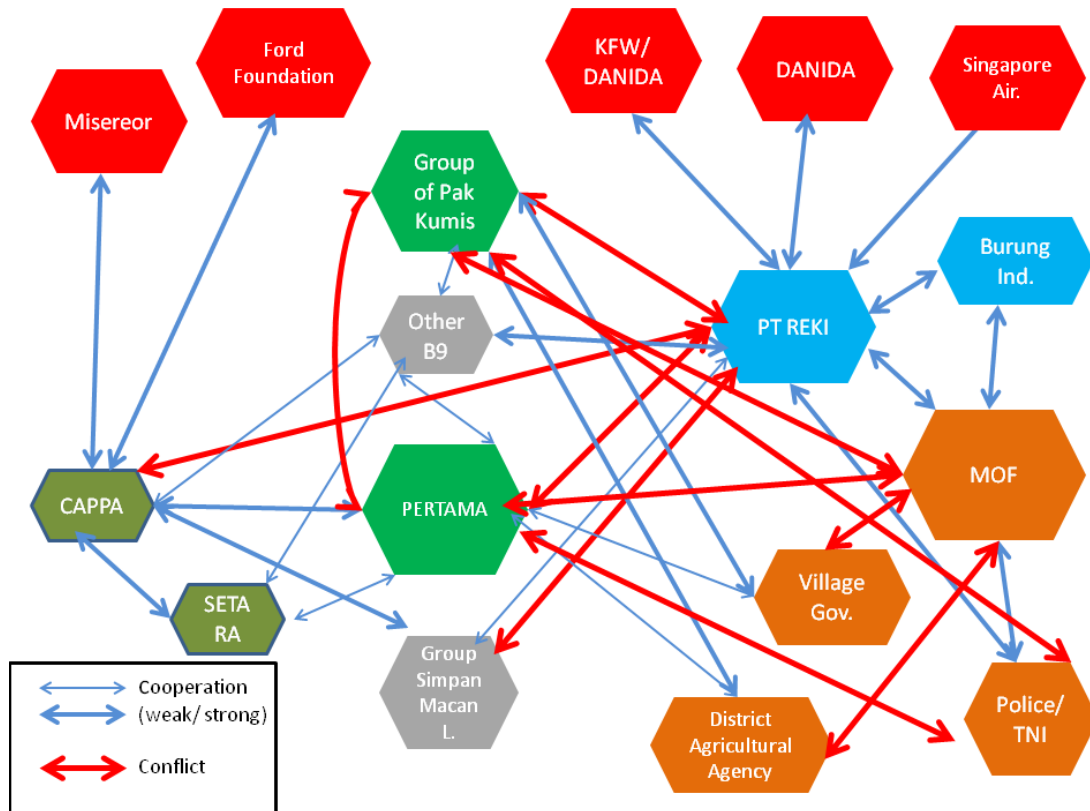 Misereor
Ford
Foundation
KFW/
DANIDA
DANIDA
Singapore
Air.
Group
of Pak
Kumis
Burung
Ind.
Other
B9
PT REKI
CAPPA
PERTAMA
MOF
SETA
RA
Village
Gov.
Group
Simpan
Macan
L.
District
Agricultural
Agency
Police/
TNI
Cooperation
(weak/ strong)
Conflict